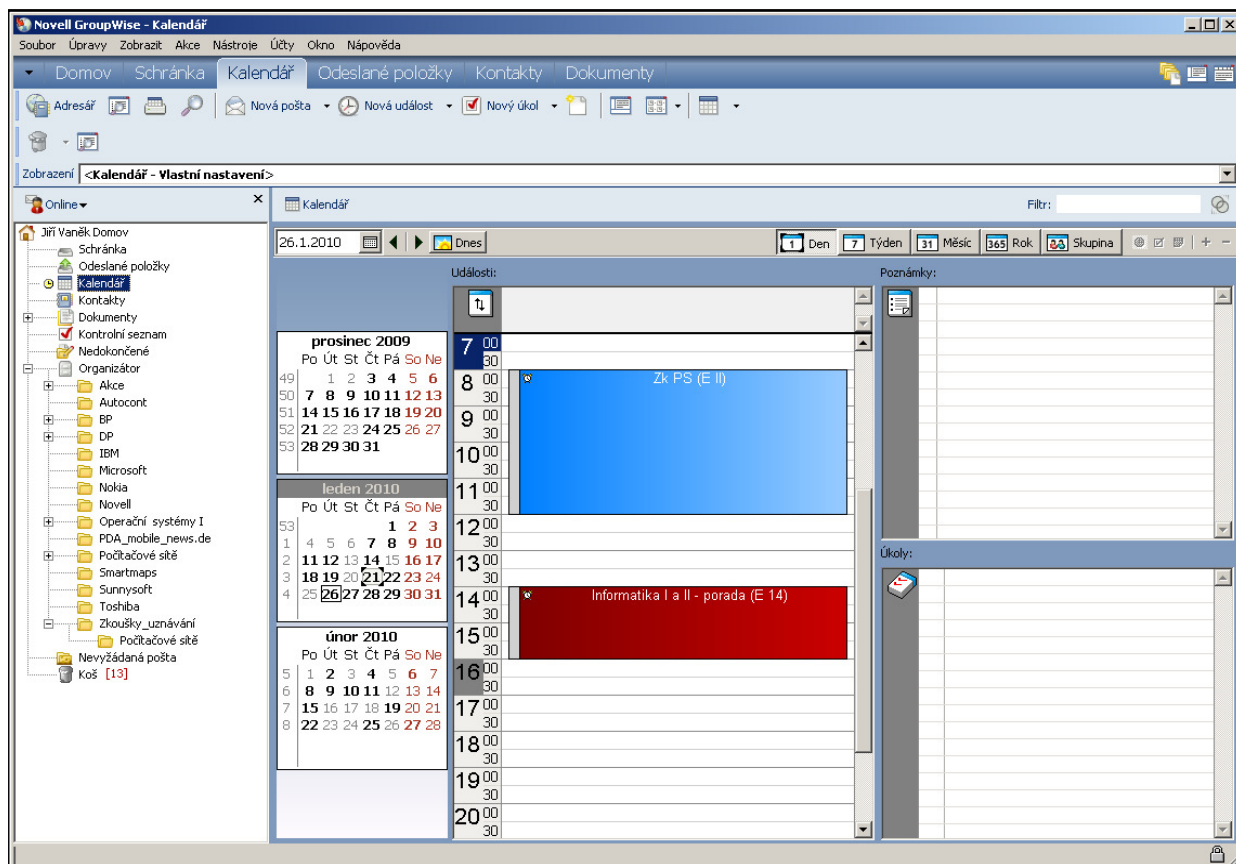 Novell GroupWise - Kalendář
Soubor Úpravy Zobrazit Akce Nástroje Účty Okno Nápověda
Domov Schránka Kalendář Odeslané položky Kontakty Dokumenty
Adresář Nová pošta Nová událost Nový úkol
Zobrazení <Kalendář - Vlastní nastavení>
Online
Kalendář
Filtr:
Jiří Vaněk Domov
Schránka
Odeslané položky
Kalendář
Kontakty
Dokumenty
Kontrolní seznam
Nedokončené
Organizátor
Akce
Autocont
BP
DP
IBM
Microsoft
Nokia
Novell
Operační systémy I
PDA_mobile_news.de
Počítačové sítě
Smartmaps
Sunnysoft
Toshiba
Zkoušky_uznávání
Počítačové sítě
Nevyžádaná pošta
Koš [13]
26.1.2010 Dnes 1 Den 7 Týden 31 Měsíc 365 Rok 23 Skupina
prosinec 2009
Po Út St Čt Pá So Ne
49 1 2 3 4 5 6
50 7 8 9 10 11 12 13
51 14 15 16 17 18 19 20
52 21 22 23 24 25 26 27
53 28 29 30 31
leden 2010
Po Út St Čt Pá So Ne
53 1 2 3
1 4 5 6 7 8 9 10
2 11 12 13 14 15 16 17
3 18 19 20 21 22 23 24
4 25 26 27 28 29 30 31
únor 2010
Po Út St Čt Pá So Ne
5 1 2 3 4 5 6 7
6 8 9 10 11 12 13 14
7 15 16 17 18 19 20 21
8 22 23 24 25 26 27 28
Události:
7 00
30
8 00 Zk PS (E II)
30
9 00
30
10 00
30
11 00
30
12 00
30
13 00
30
14 00 Informatika I a II - porada (E 14)
30
15 00
30
16 00
30
17 00
30
18 00
30
19 00
30
20 00
30
Poznámky:
Úkoly: